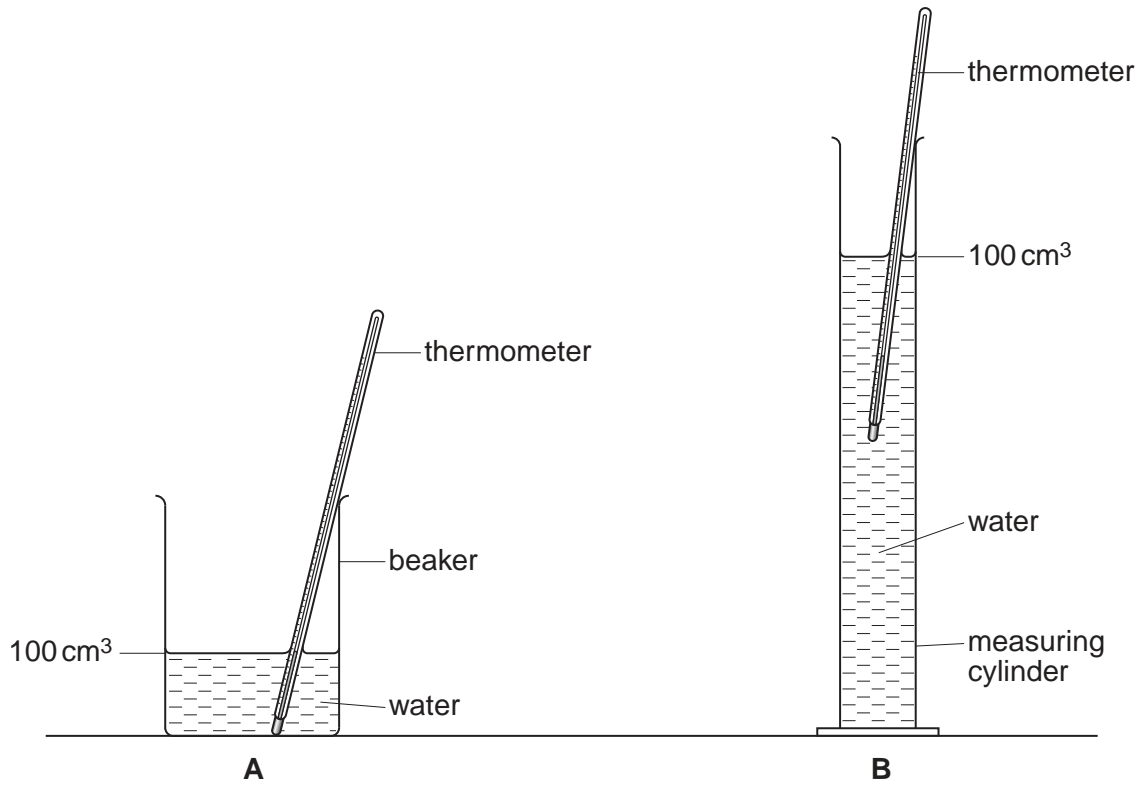 thermometer
100 cm³
thermometer
water
beaker
100 cm³
measuring
cylinder
water
A
B